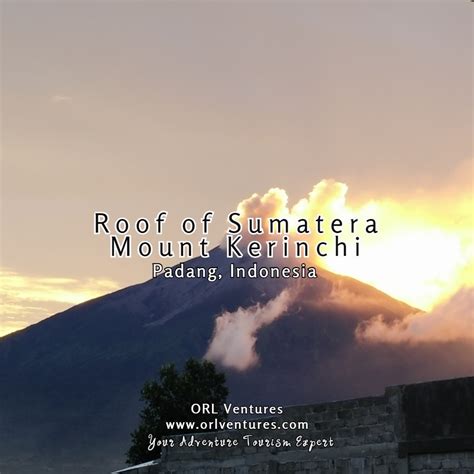 Roof of Sumatera
Mount Kerinchi
Padang, Indonesia
ORL Ventures
www.orlventures.com
Your Adventure Tourism Expert